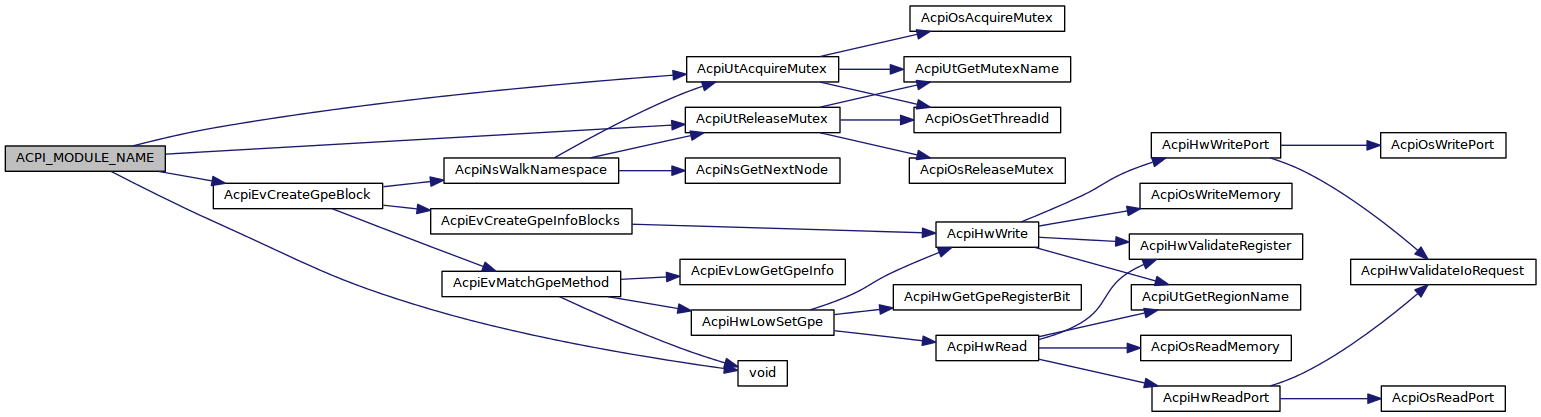 AcpiOsAcquireMutex
AcpiUtAcquireMutex
AcpiUtGetMutexName
AcpiUtReleaseMutex
AcpiOsGetThreadId
ACPI_MODULE_NAME
AcpiNsWalkNamespace
AcpiNsGetNextNode
AcpiOsReleaseMutex
AcpiHwWritePort
AcpiOsWritePort
AcpiEvCreateGpeBlock
AcpiOsWriteMemory
AcpiEvCreateGpeInfoBlocks
AcpiHwWrite
AcpiHwValidateRegister
AcpiEvMatchGpeMethod
AcpiEvLowGetGpeInfo
AcpiHwValidateIoRequest
AcpiHwGetGpeRegisterBit
AcpiUtGetRegionName
AcpiHwLowSetGpe
AcpiHwRead
AcpiOsReadMemory
void
AcpiHwReadPort
AcpiOsReadPort